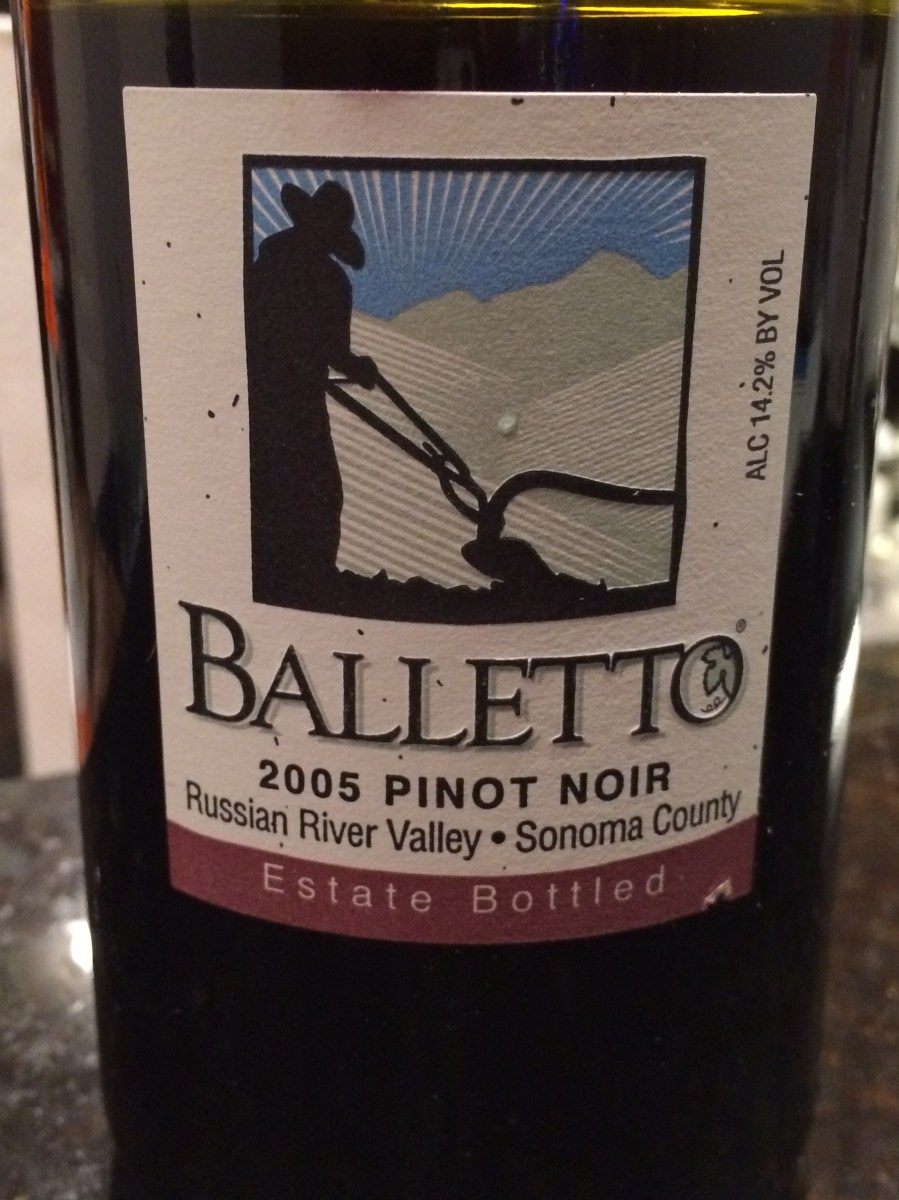 ALC 14.2% BY VOL
BALLETTO®
2005 PINOT NOIR
Russian River Valley • Sonoma County
Estate Bottled